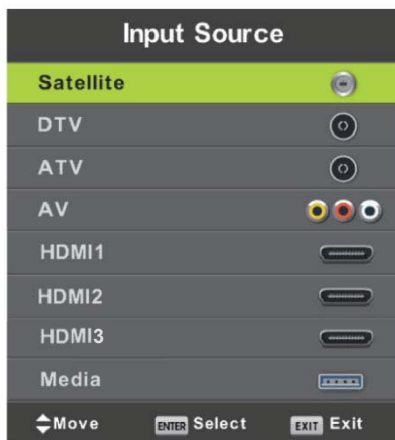 Input Source
Satellite
DTV
ATV
AV
HDMI1
HDMI2
HDMI3
Media
Move ENTER Select EXIT Exit